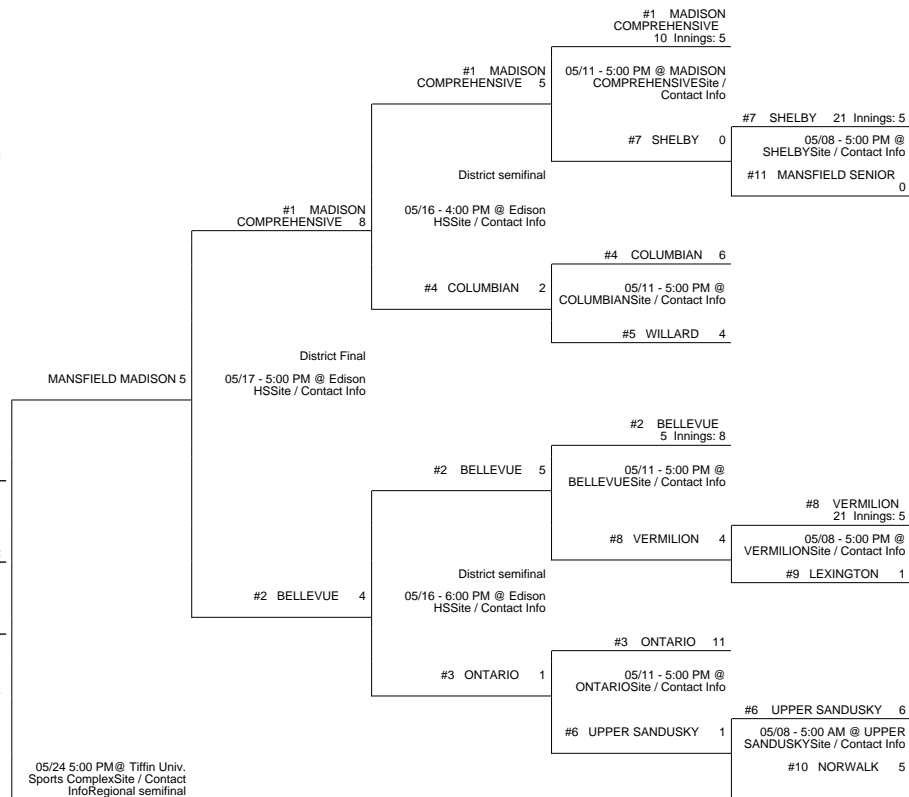 #1 MADISON
COMPREHENSIVE
10 Innings: 5
#1 MADISON
COMPREHENSIVE 5
05/11 - 5:00 PM @ MADISON
COMPREHENSIVESite /
Contact Info
#7 SHELBY 21 Innings: 5
#7 SHELBY 0
05/08 - 5:00 PM @
SHELBYSite / Contact Info
District semifinal
#11 MANSFIELD SENIOR
0
#1 MADISON
COMPREHENSIVE 8
05/16 - 4:00 PM @ Edison
HSSite / Contact Info
#4 COLUMBIAN 6
#4 COLUMBIAN 2
05/11 - 5:00 PM @
COLUMBIANSite / Contact Info
#5 WILLARD 4
District Final
MANSFIELD MADISON 5
05/17 - 5:00 PM @ Edison
HSSite / Contact Info
#2 BELLEVUE
5 Innings: 8
#2 BELLEVUE 5
05/11 - 5:00 PM @
BELLEVUESite / Contact Info
#8 VERMILION
21 Innings: 5
#8 VERMILION 4
05/08 - 5:00 PM @
VERMILIONSite / Contact Info
District semifinal
#9 LEXINGTON 1
#2 BELLEVUE 4
05/16 - 6:00 PM @ Edison
HSSite / Contact Info
#3 ONTARIO 11
#3 ONTARIO 1
05/11 - 5:00 PM @
ONTARIOSite / Contact Info
#6 UPPER SANDUSKY 6
#6 UPPER SANDUSKY 1
05/08 - 5:00 AM @ UPPER
SANDUSKYSite / Contact Info
#10 NORWALK 5
05/24 5:00 PM@ Tiffin Univ.
Sports ComplexSite / Contact
InfoRegional semifinal